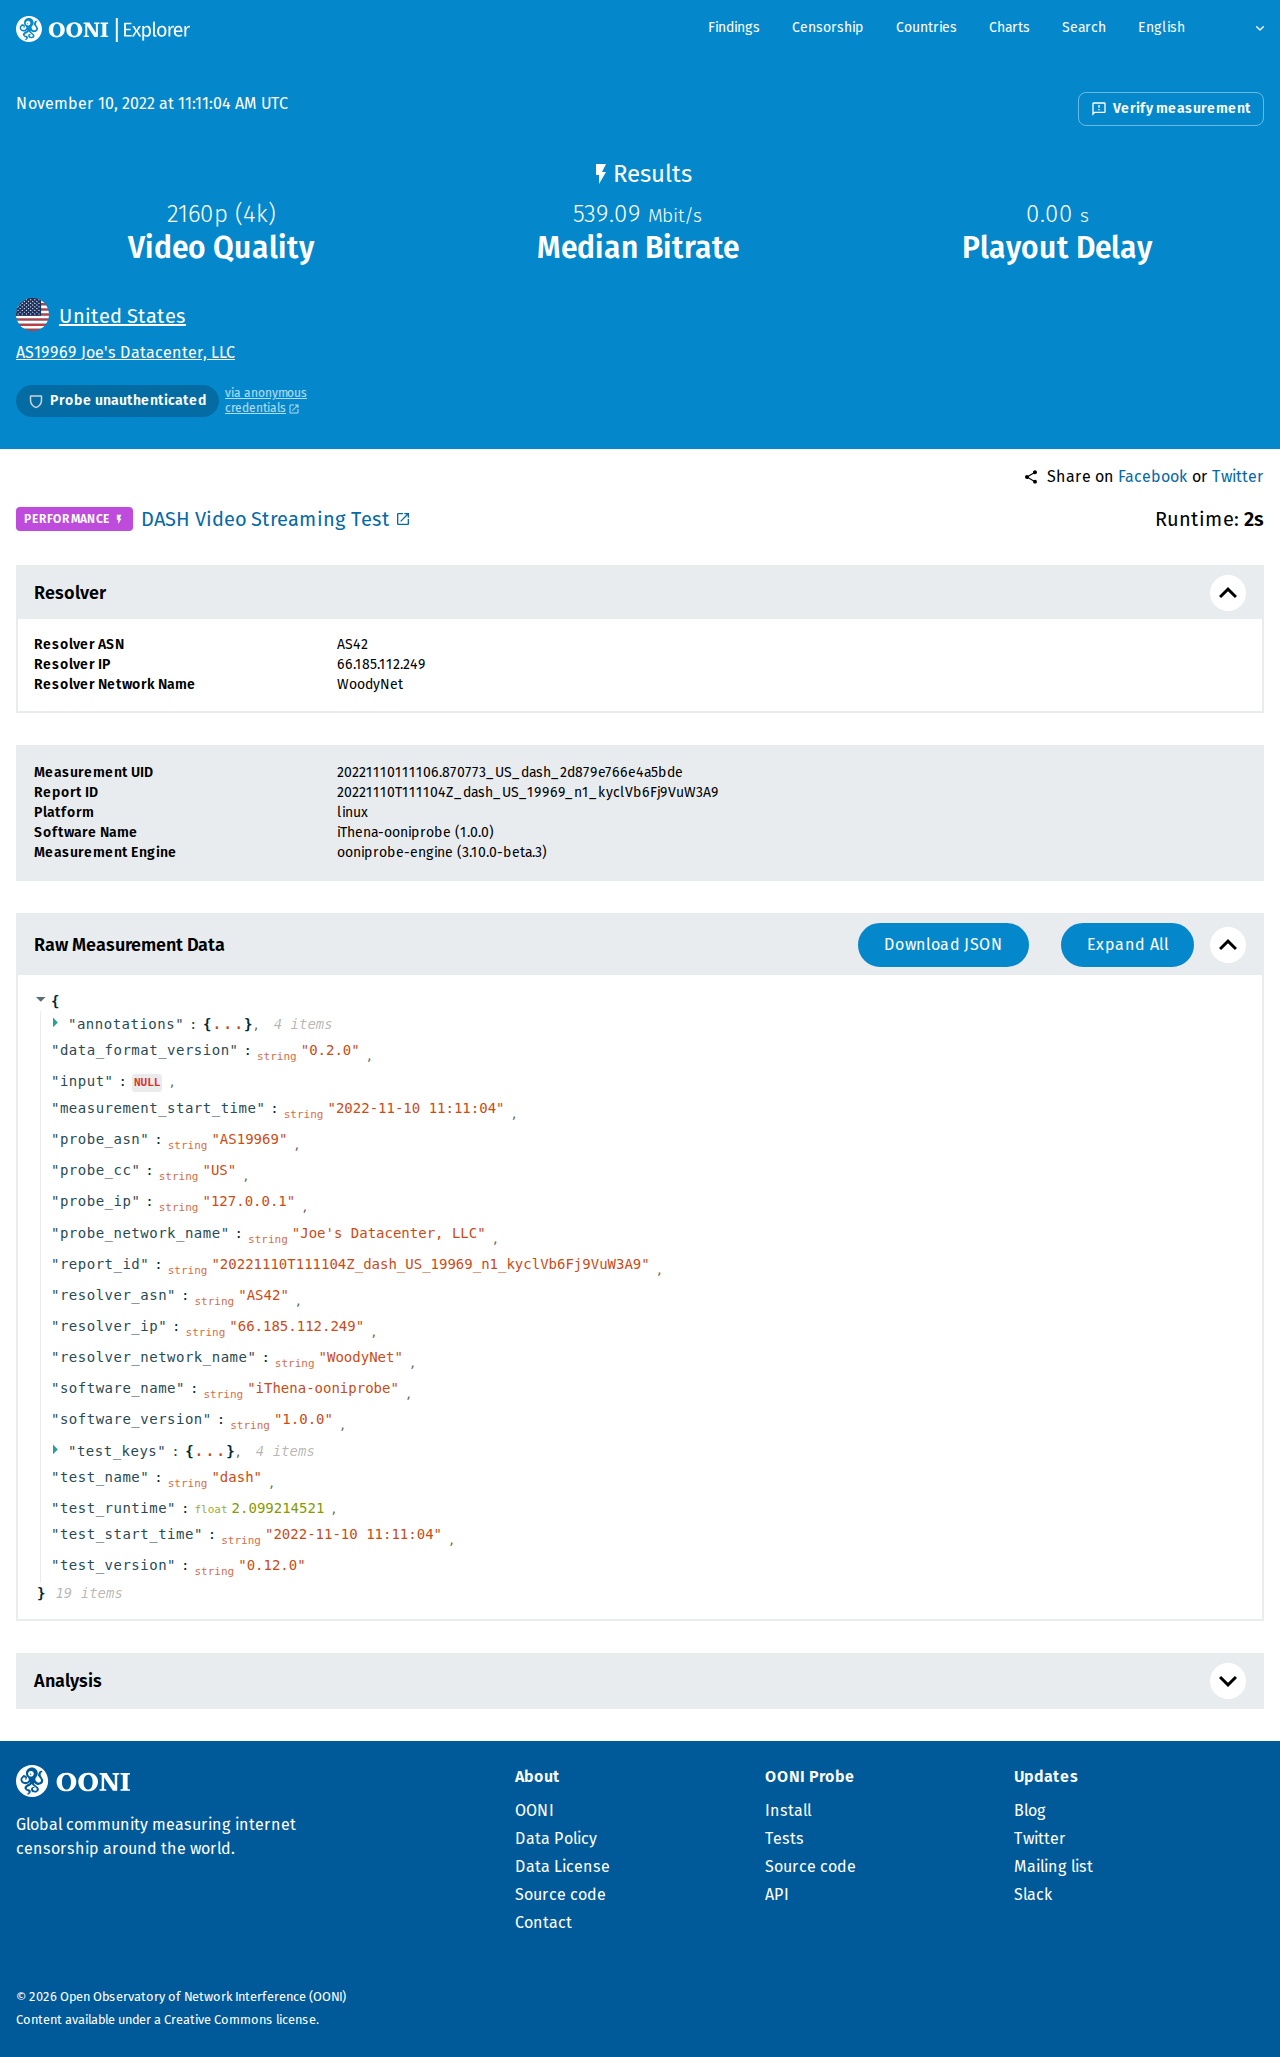 OONI | Explorer
Findings Censorship Countries Charts Search English
November 10, 2022 at 11:11:04 AM UTC
Verify measurement
Results
2160p (4k)
Video Quality
539.09 Mbit/s
Median Bitrate
0.00 s
Playout Delay
United States
AS19969 Joe's Datacenter, LLC
Probe unauthenticated
via anonymous
credentials
Share on Facebook or Twitter
PERFORMANCE DASH Video Streaming Test
Runtime: 2s
Resolver
Resolver ASN AS42
Resolver IP 66.185.112.249
Resolver Network Name WoodyNet
Measurement UID 20221110111106.870773_US_dash_2d879e766e4a5bde
Report ID 20221110T111104Z_dash_US_19969_n1_kyclVb6Fj9VuW3A9
Platform linux
Software Name iThena-ooniprobe (1.0.0)
Measurement Engine ooniprobe-engine (3.10.0-beta.3)
Raw Measurement Data Download JSON Expand All
{
"annotations" : {...}, 4 items
"data_format_version" : string "0.2.0" ,
"input" : NULL ,
"measurement_start_time" : string "2022-11-10 11:11:04" ,
"probe_asn" : string "AS19969" ,
"probe_cc" : string "US" ,
"probe_ip" : string "127.0.0.1" ,
"probe_network_name" : string "Joe's Datacenter, LLC" ,
"report_id" : string "20221110T111104Z_dash_US_19969_n1_kyclVb6Fj9VuW3A9" ,
"resolver_asn" : string "AS42" ,
"resolver_ip" : string "66.185.112.249" ,
"resolver_network_name" : string "WoodyNet" ,
"software_name" : string "iThena-ooniprobe" ,
"software_version" : string "1.0.0" ,
"test_keys" : {...}, 4 items
"test_name" : string "dash" ,
"test_runtime" : float 2.099214521 ,
"test_start_time" : string "2022-11-10 11:11:04" ,
"test_version" : string "0.12.0"
} 19 items
Analysis
OONI
Global community measuring internet
censorship around the world.
About
OONI
Data Policy
Data License
Source code
Contact
OONI Probe
Install
Tests
Source code
API
Updates
Blog
Twitter
Mailing list
Slack
© 2026 Open Observatory of Network Interference (OONI)
Content available under a Creative Commons license.